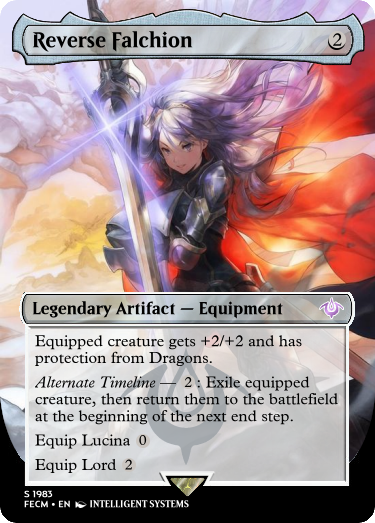 Reverse Falchion 2
Legendary Artifact — Equipment
Equipped creature gets +2/+2 and has
protection from Dragons.
Alternate Timeline — 2 : Exile equipped
creature, then return them to the battlefield
at the beginning of the next end step.
Equip Lucina 0
Equip Lord 2
S 1983
FECM • EN INTELLIGENT SYSTEMS